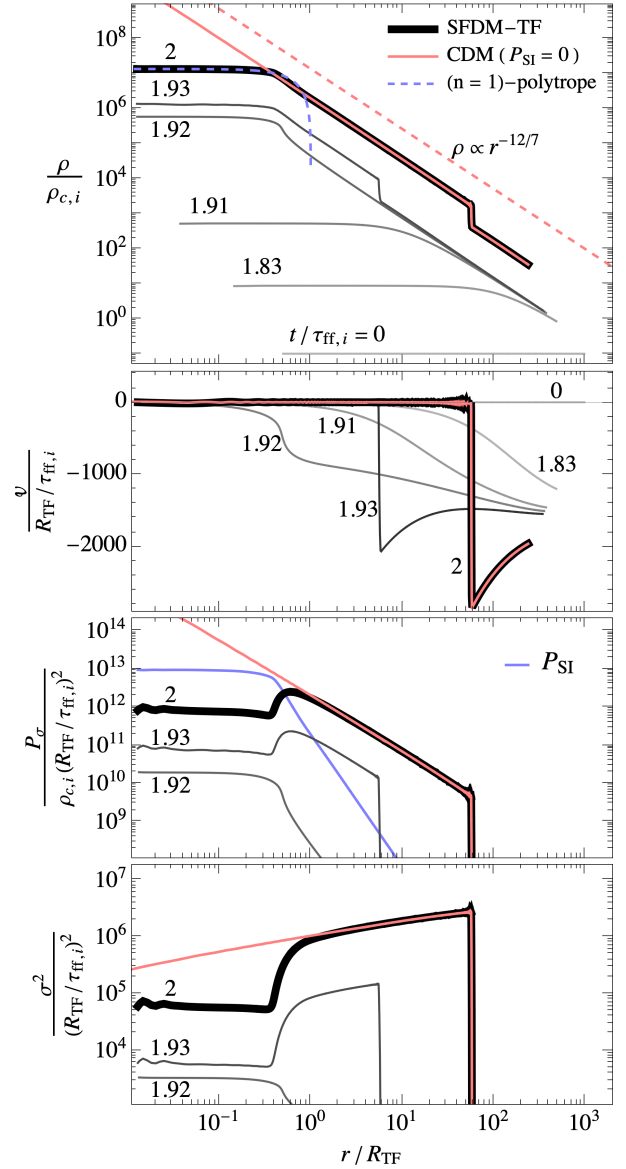 10^8
10^6
10^4
10^2
10^0
ρ / ρ_{c,i}
SFDM−TF
CDM ( P_SI = 0)
(n = 1)−polytrope
ρ ∝ r^{−12/7}
2
1.93
1.92
1.91
1.83
t / τ_{ff, i} = 0
0
−1000
−2000
v / R_TF / τ_{ff,i}
0
1.92
1.91
1.83
1.93
2
10^14
10^13
10^12
10^11
10^10
10^9
P_σ / ρ_{c,i} (R_TF / τ_{ff,i})^2
P_SI
2
1.93
1.92
10^7
10^6
10^5
10^4
σ^2 / (R_TF / τ_{ff,i})^2
2
1.93
1.92
10^−1 10^0 10^1 10^2 10^3
r / R_TF